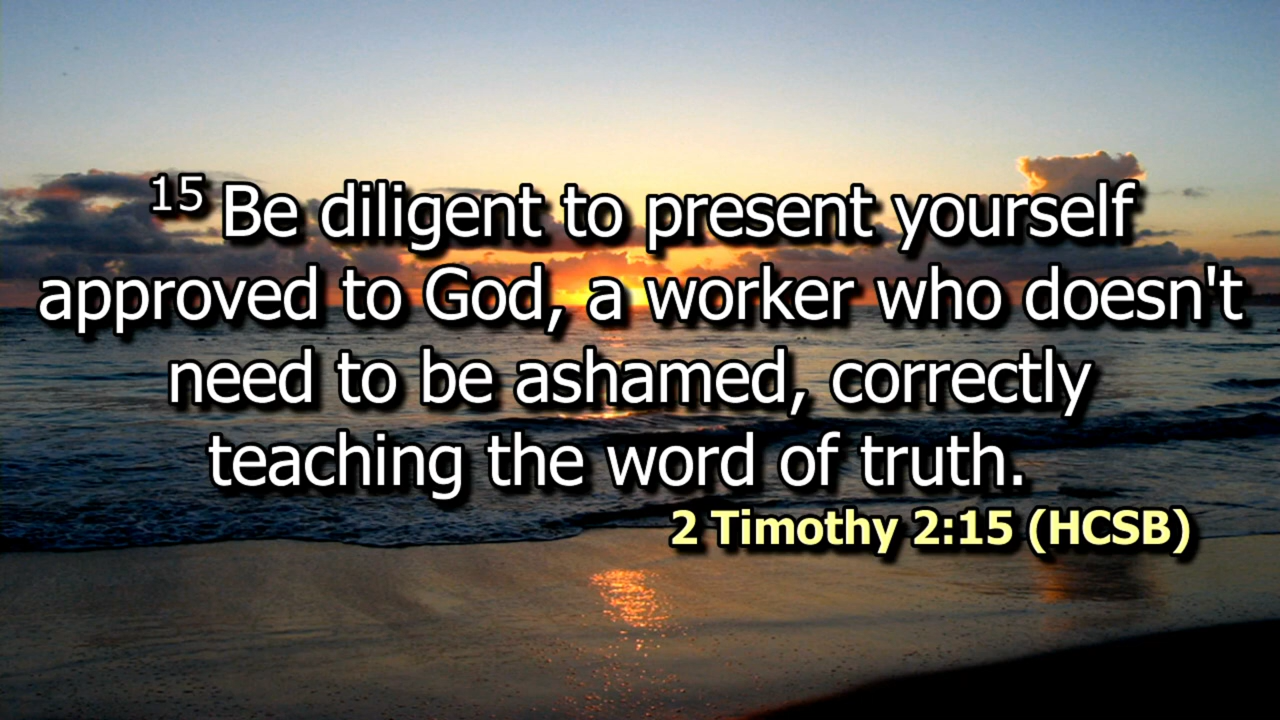 15 Be diligent to present yourself
approved to God, a worker who doesn't
need to be ashamed, correctly
teaching the word of truth.
2 Timothy 2:15 (HCSB)